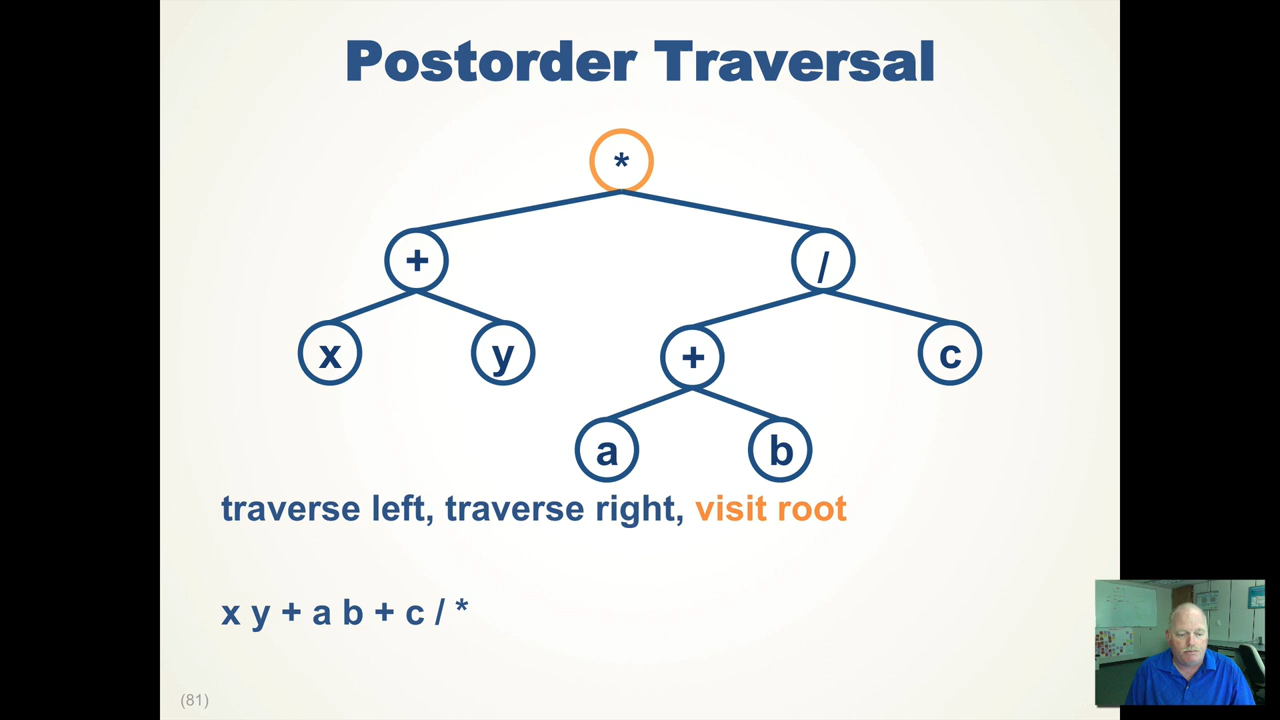 Postorder Traversal
*
+ /
x y + c
a b
traverse left, traverse right, visit root
x y + a b + c / *
(81)